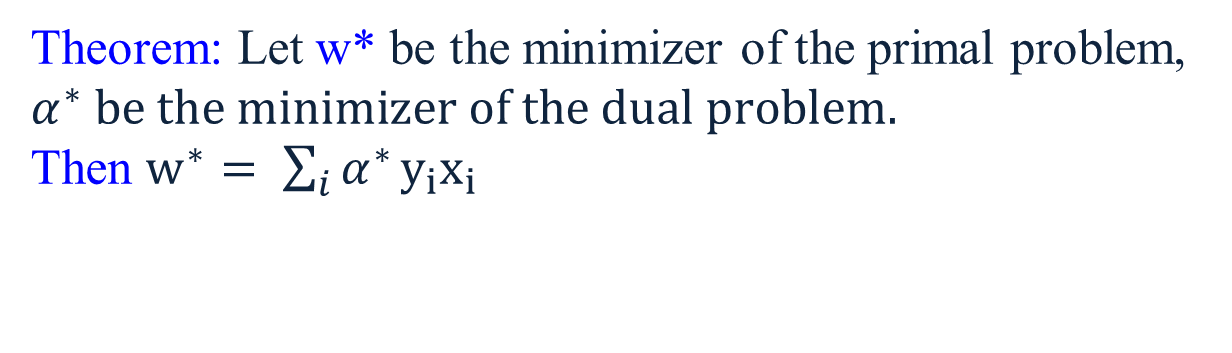 Theorem: Let w* be the minimizer of the primal problem,
α* be the minimizer of the dual problem.
Then w* = ∑ᵢ α* yᵢxᵢ